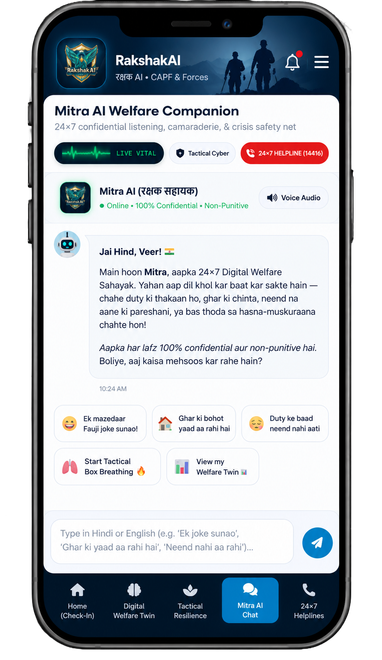 RakshakAI
RakshakAI
रक्षक AI • CAPF & Forces
Mitra AI Welfare Companion
24×7 confidential listening, camaraderie, & crisis safety net
LIVE VITAL
Tactical Cyber
24×7 HELPLINE (14416)
Mitra AI (रक्षक सहायक)
Online • 100% Confidential • Non-Punitive
Voice Audio
Jai Hind, Veer! 🇮🇳
Main hoon Mitra, aapka 24×7 Digital Welfare
Sahayak. Yahan aap dil khol kar baat kar sakte hain —
chahe duty ki thakaan ho, ghar ki chinta, neend na
aane ki pareshani, ya bas thoda sa hasna-muskuraana
chahte hon!
Aapka har lafz 100% confidential aur non-punitive hai.
Boliye, aaj kaisa mehsoos kar rahe hain?
10:24 AM
Ek mazedaar
Fauji joke sunao!
Ghar ki bohot
yaad aa rahi hai
Duty ke baad
neend nahi aati
Start Tactical
Box Breathing 🔥
View my
Welfare Twin 📊
Type in Hindi or English (e.g. 'Ek joke sunao',
'Ghar ki yaad aa rahi hai', 'Neend nahi aa rahi')...
Home
(Check-In)
Digital
Welfare Twin
Tactical
Resilience
Mitra AI
Chat
24×7
Helplines